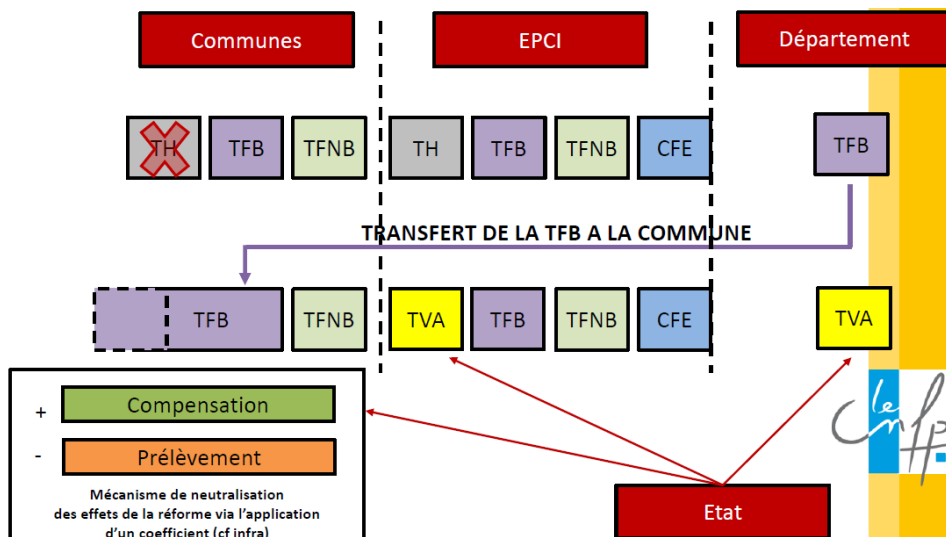 Communes
EPCI
Département
TH
TFB
TFNB
TH
TFB
TFNB
CFE
TFB
TRANSFERT DE LA TFB A LA COMMUNE
TFB
TFNB
TVA
TFB
TFNB
CFE
TVA
+
Compensation
-
Prélèvement
Mécanisme de neutralisation
des effets de la réforme via l'application
d'un coefficient (cf infra)
Etat
le cnfp